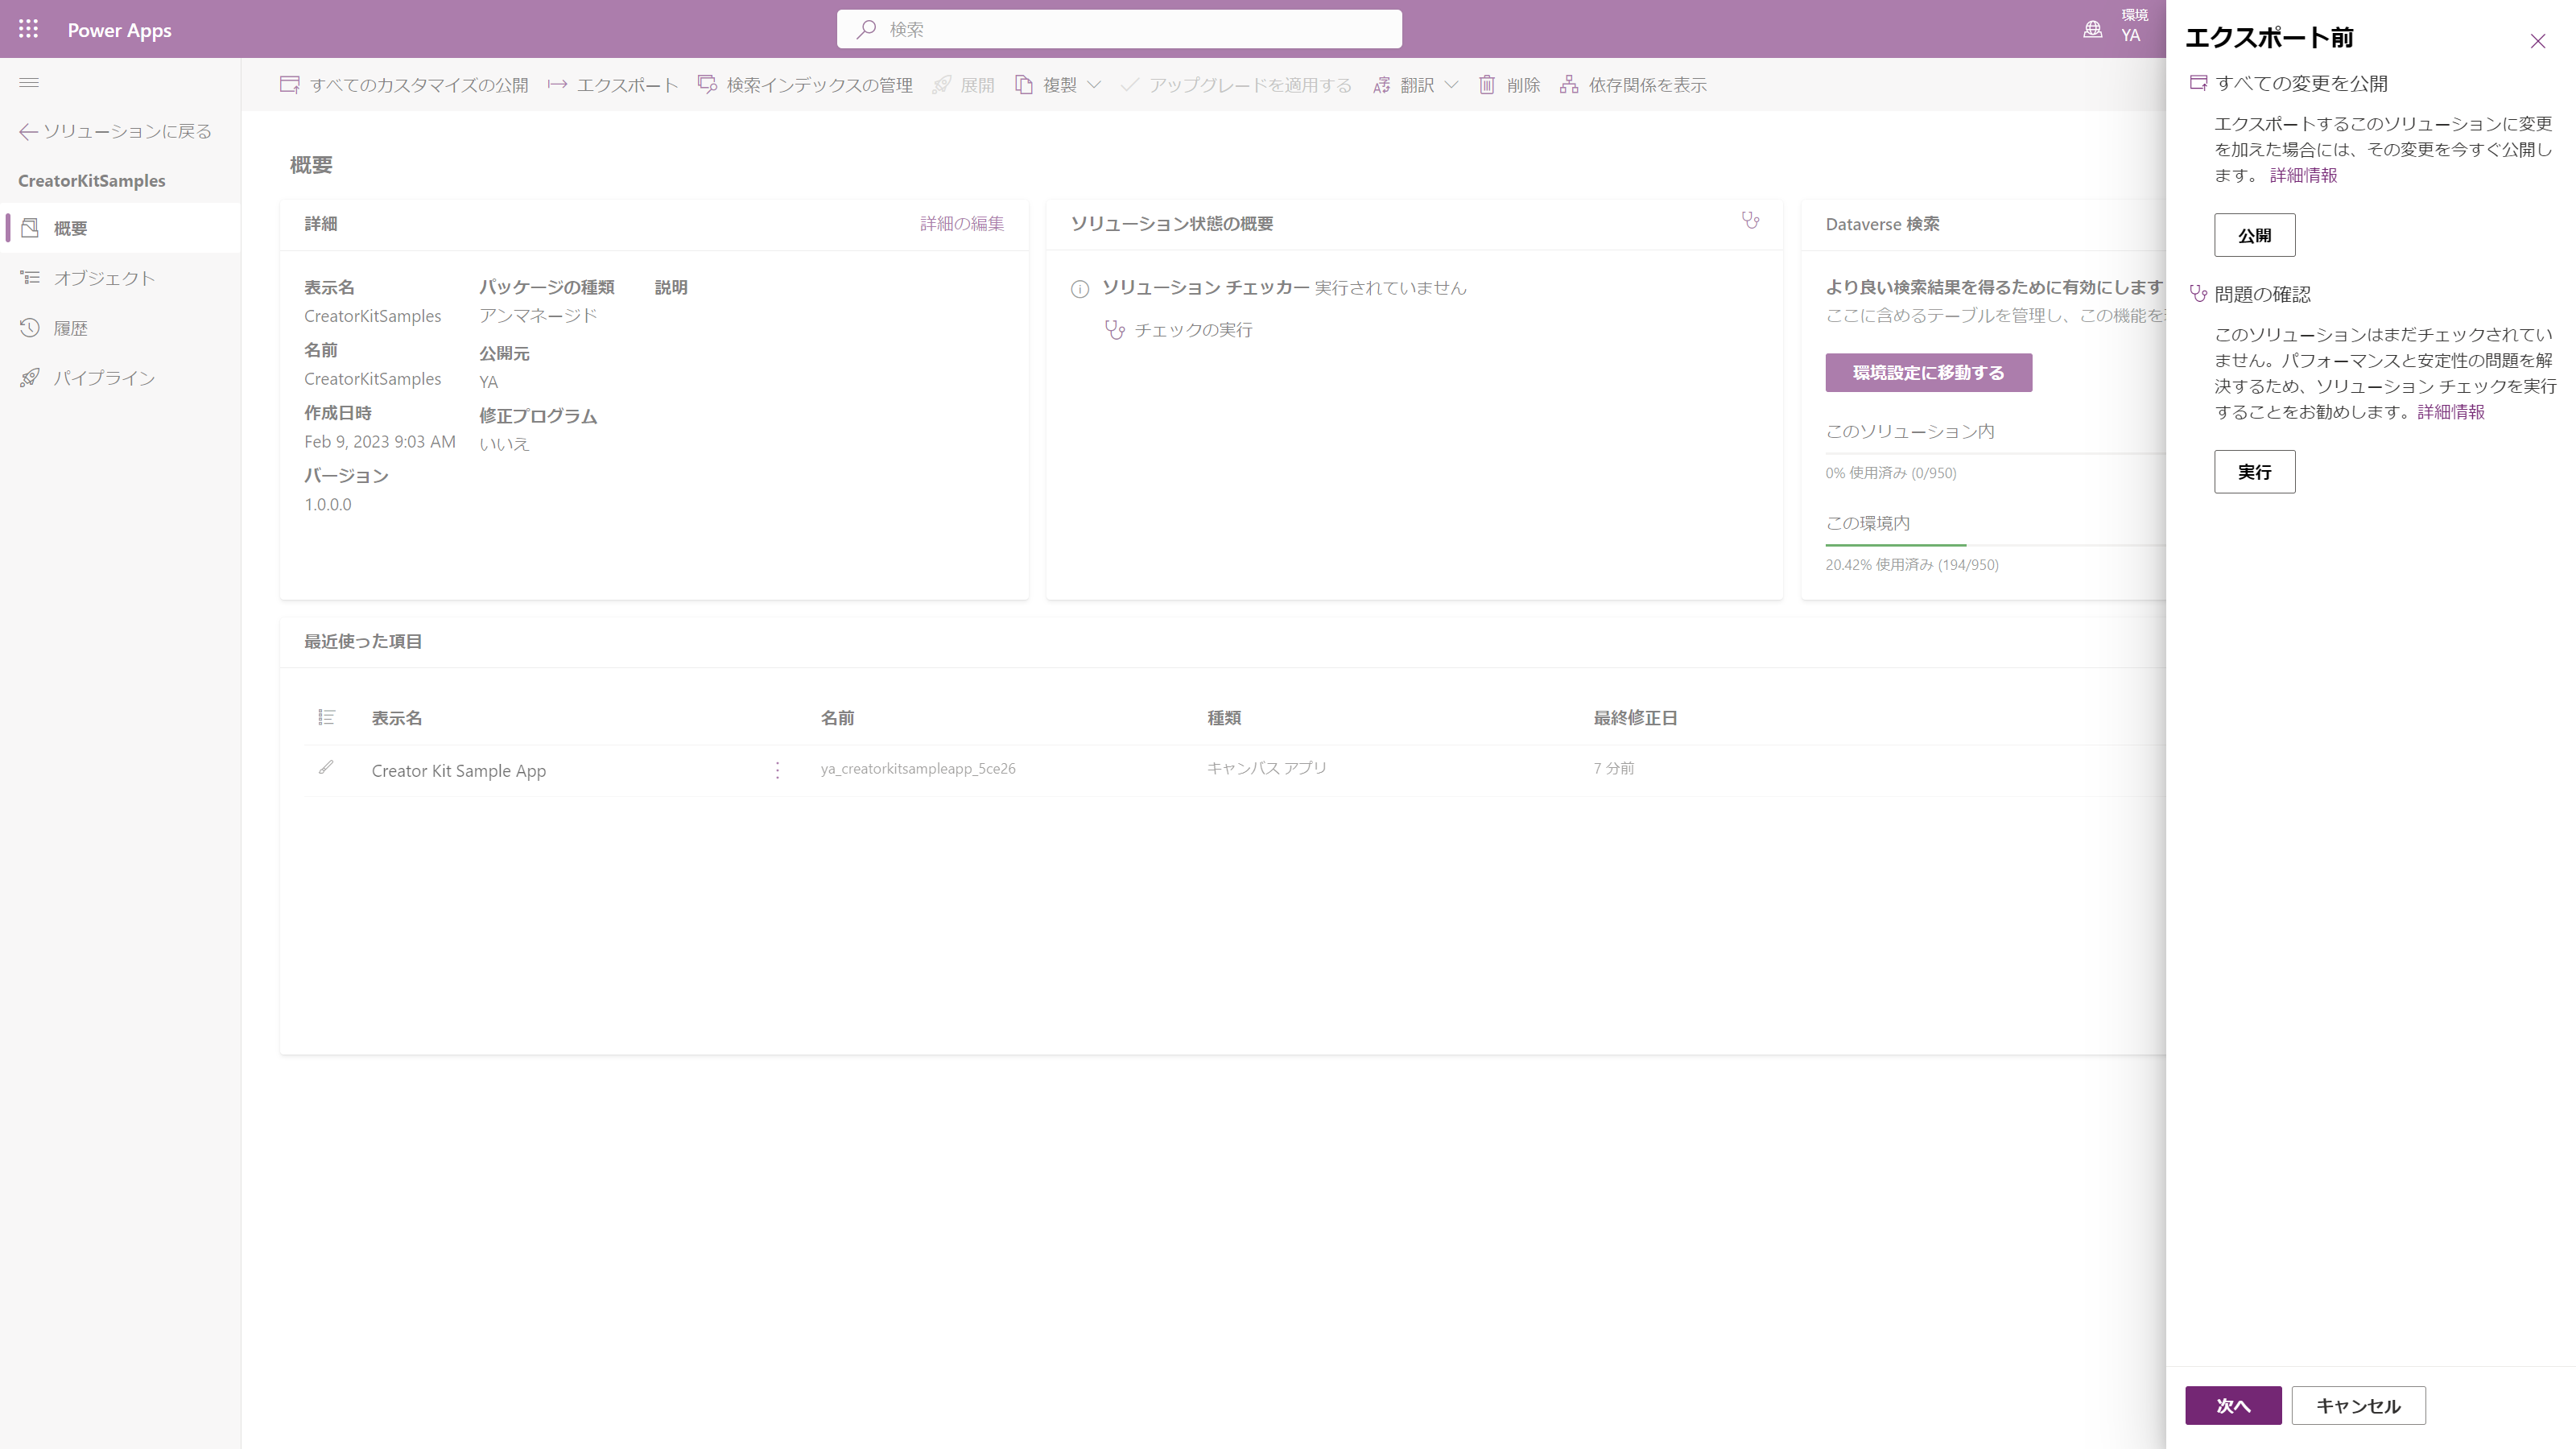 Power Apps
検索
環境
YA
すべてのカスタマイズの公開
エクスポート
検索インデックスの管理
展開
複製
アップグレードを適用する
翻訳
削除
依存関係を表示
ソリューションに戻る
CreatorKitSamples
概要
オブジェクト
履歴
パイプライン
概要
詳細
詳細の編集
表示名
CreatorKitSamples
名前
CreatorKitSamples
作成日時
Feb 9, 2023 9:03 AM
バージョン
1.0.0.0
パッケージの種類
アンマネージド
公開元
YA
修正プログラム
いいえ
説明
ソリューション状態の概要
ソリューション チェッカー 実行されていません
チェックの実行
Dataverse 検索
より良い検索結果を得るために有効にします
ここに含めるテーブルを管理し、この機能を
環境設定に移動する
このソリューション内
0% 使用済み (0/950)
この環境内
20.42% 使用済み (194/950)
最近使った項目
表示名 名前 種類 最終修正日
Creator Kit Sample App ya_creatorkitsampleapp_5ce26 キャンバス アプリ 7 分前
エクスポート前
すべての変更を公開
エクスポートするこのソリューションに変更
を加えた場合には、その変更を今すぐ公開し
ます。 詳細情報
公開
問題の確認
このソリューションはまだチェックされてい
ません。パフォーマンスと安定性の問題を解
決するため、ソリューション チェックを実行
することをお勧めします。詳細情報
実行
次へ
キャンセル